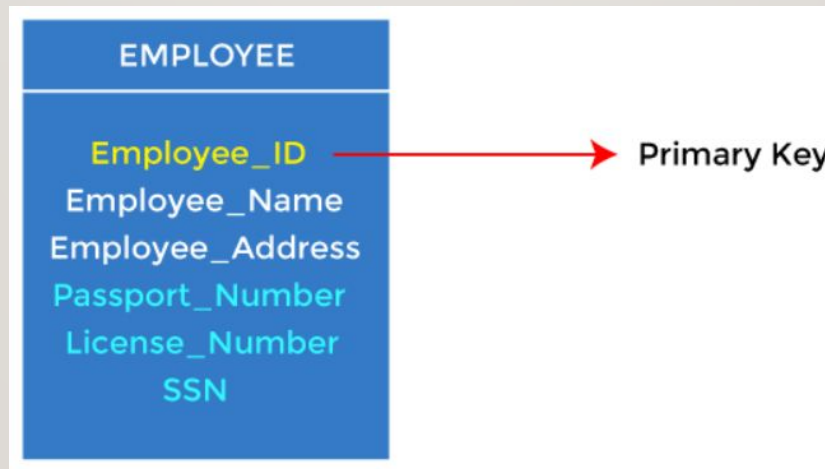 EMPLOYEE
Employee_ID
Primary Key
Employee_Name
Employee_Address
Passport_Number
License_Number
SSN